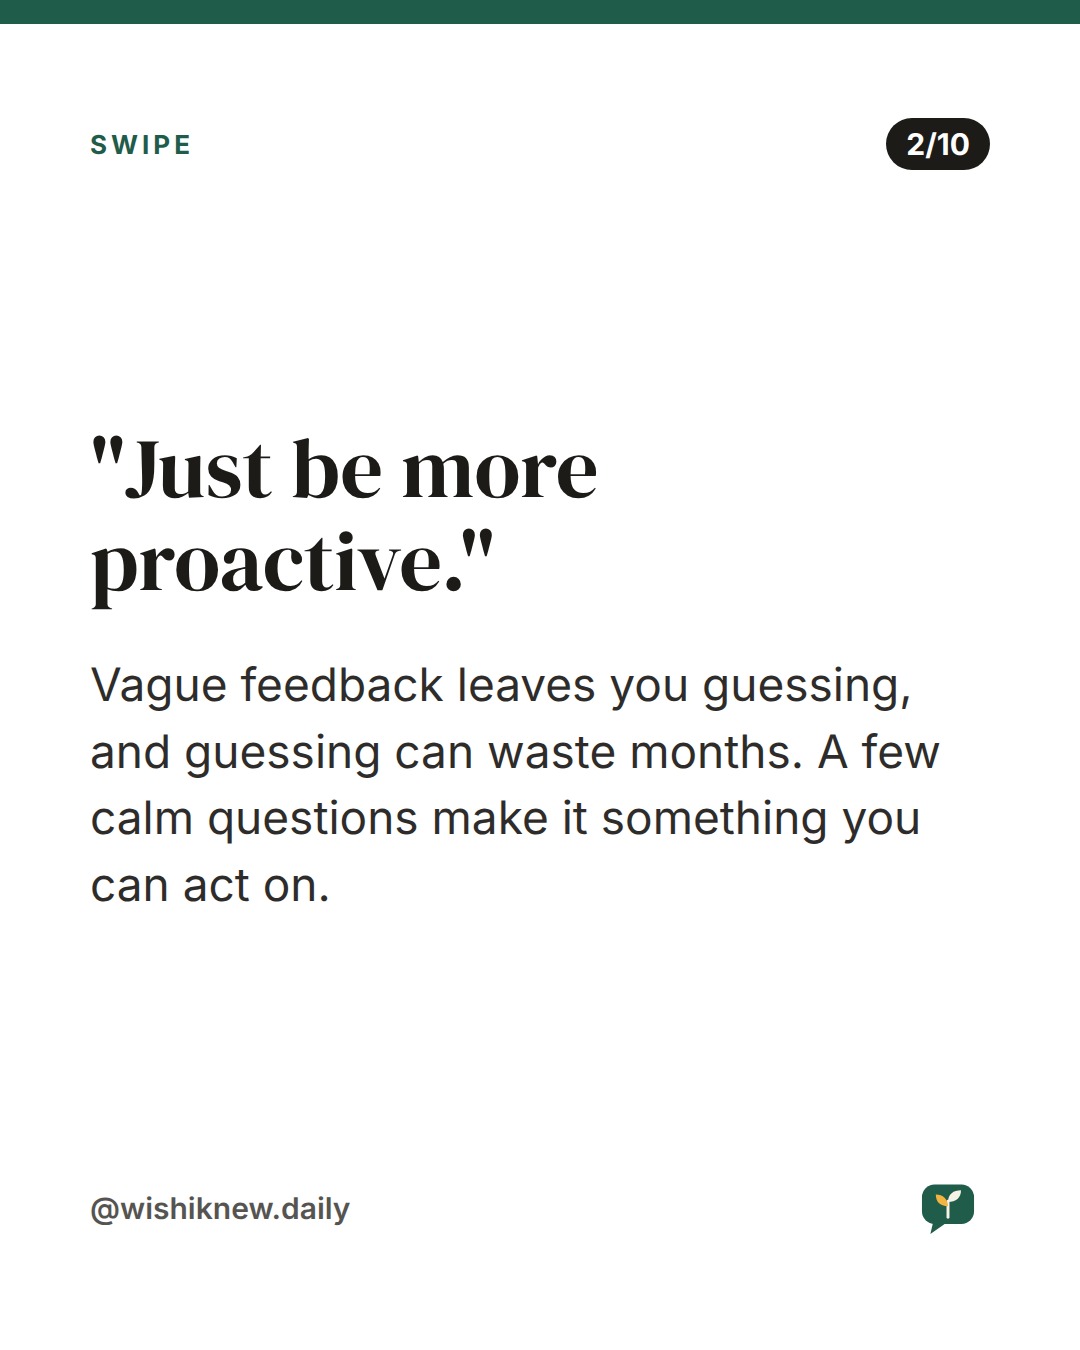 SWIPE
2/10
"Just be more
proactive."
Vague feedback leaves you guessing,
and guessing can waste months. A few
calm questions make it something you
can act on.
@wishiknew.daily